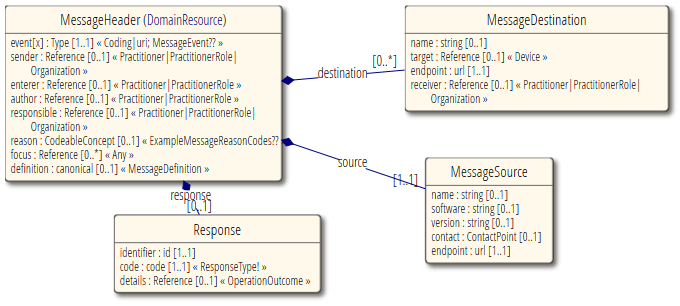 MessageHeader (DomainResource)
event[x] : Type [1..1] « Coding|uri; MessageEvent?? »
sender : Reference [0..1] « Practitioner|PractitionerRole|
Organization »
enterer : Reference [0..1] « Practitioner|PractitionerRole »
author : Reference [0..1] « Practitioner|PractitionerRole »
responsible : Reference [0..1] « Practitioner|PractitionerRole|
Organization »
reason : CodeableConcept [0..1] « ExampleMessageReasonCodes??
focus : Reference [0..*] « Any »
definition : canonical [0..1] « MessageDefinition »
destination
[0..*]
MessageDestination
name : string [0..1]
target : Reference [0..1] « Device »
endpoint : url [1..1]
receiver : Reference [0..1] « Practitioner|PractitionerRole|
Organization »
source
[1..1]
MessageSource
name : string [0..1]
software : string [0..1]
version : string [0..1]
contact : ContactPoint [0..1]
endpoint : url [1..1]
response
[0..1]
Response
identifier : id [1..1]
code : code [1..1] « ResponseType! »
details : Reference [0..1] « OperationOutcome »